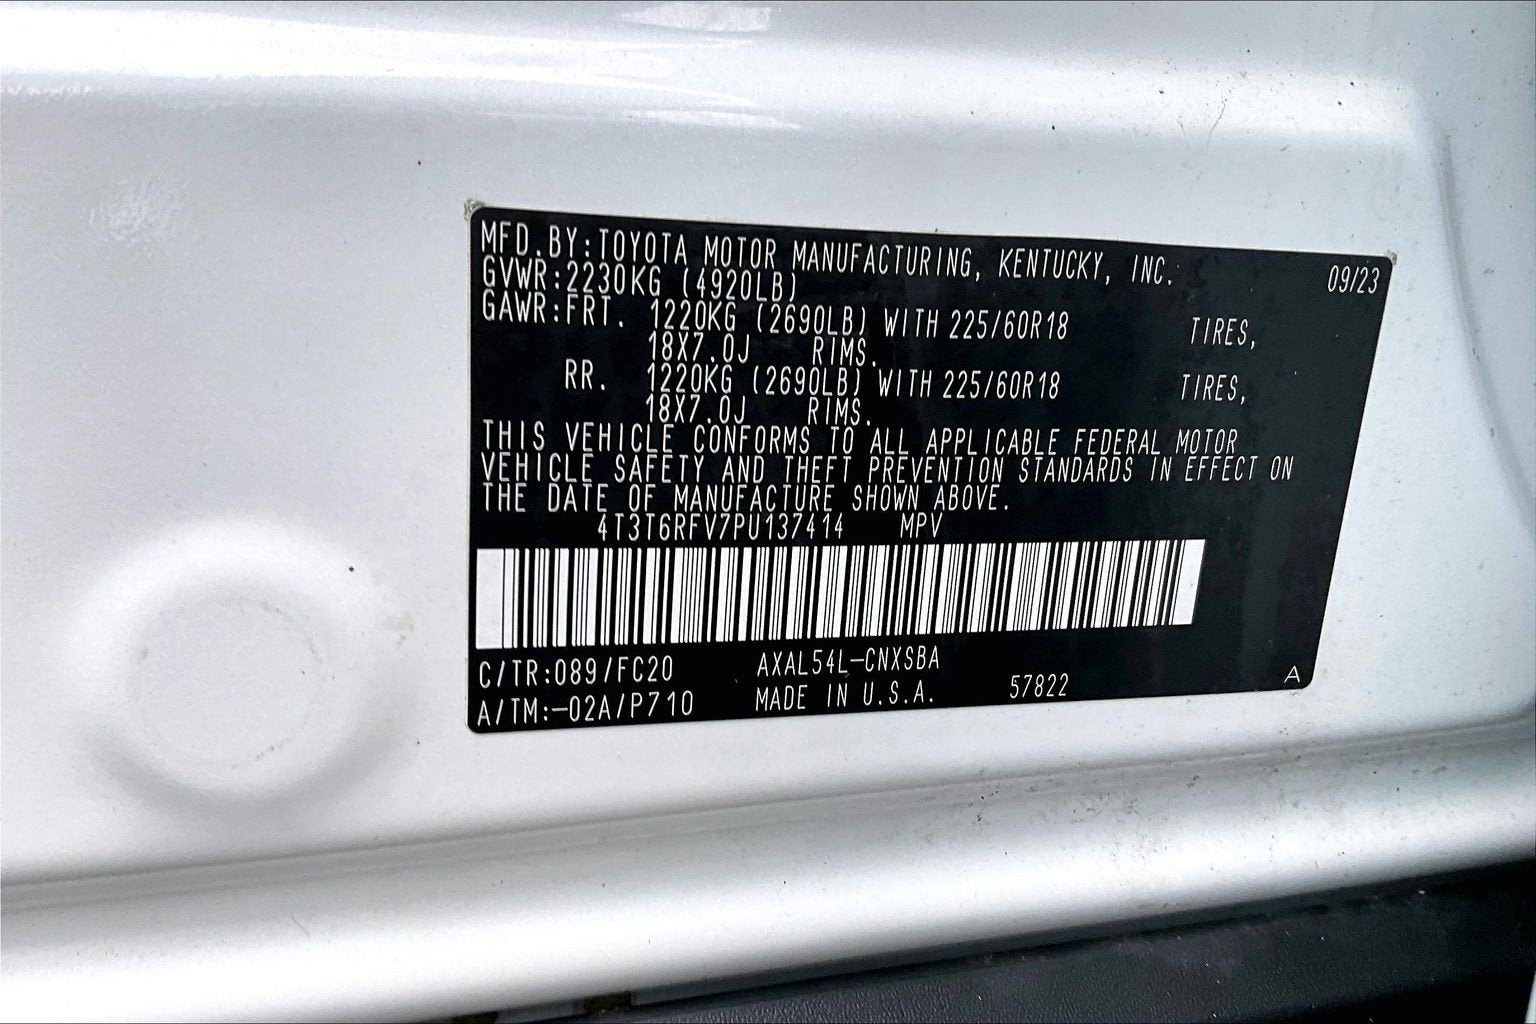 MFD.BY:TOYOTA MOTOR MANUFACTURING, KENTUCKY, INC. 09/23
GVWR:2230KG (4920LB)
GAWR:FRT. 1220KG (2690LB) WITH 225/60R18 TIRES,
18X7.0J RIMS.
RR. 1220KG (2690LB) WITH 225/60R18 TIRES,
18X7.0J RIMS.
THIS VEHICLE CONFORMS TO ALL APPLICABLE FEDERAL MOTOR
VEHICLE SAFETY AND THEFT PREVENTION STANDARDS IN EFFECT ON
THE DATE OF MANUFACTURE SHOWN ABOVE.
4T3T6RFV7PU137414 MPV
C/TR:089/FC20 AXAL54L-CNXSBA
A/TM:-02A/P710 MADE IN U.S.A. 57822 A